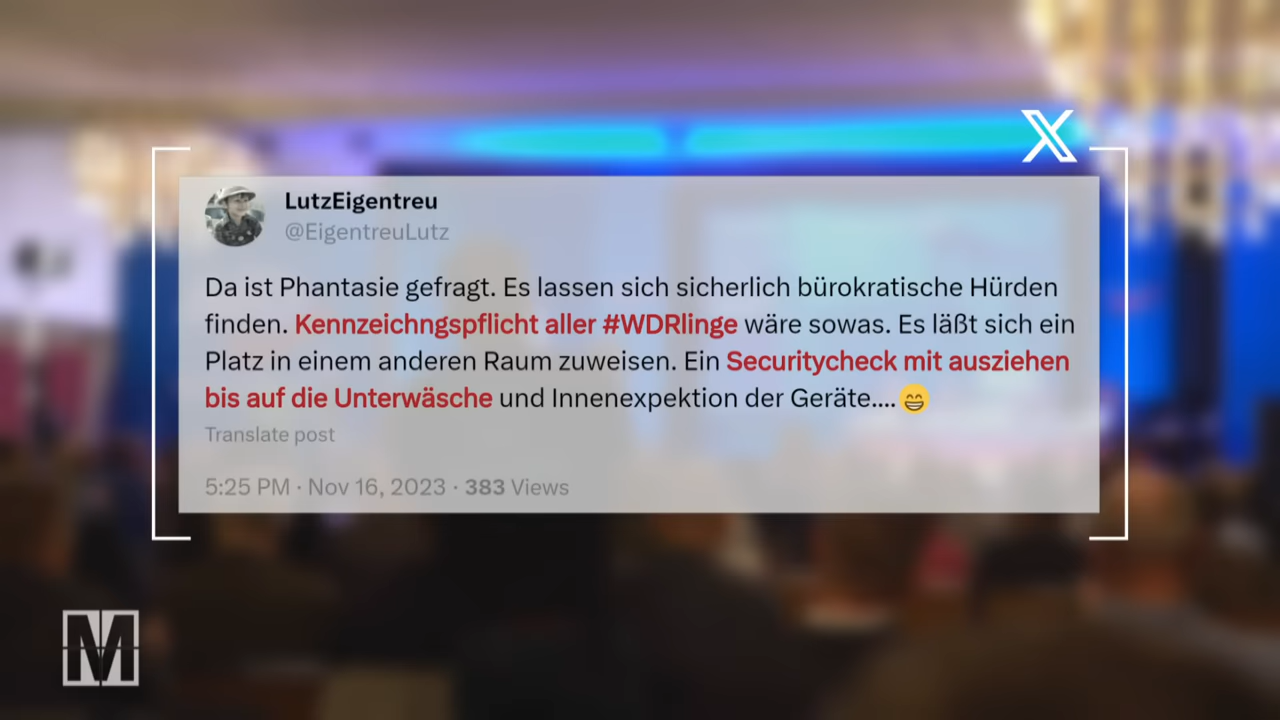 X
LutzEigentreu
@EigentreuLutz
Da ist Phantasie gefragt. Es lassen sich sicherlich bürokratische Hürden
finden. Kennzeichngspflicht aller #WDRlinge wäre sowas. Es läßt sich ein
Platz in einem anderen Raum zuweisen. Ein Securitycheck mit ausziehen
bis auf die Unterwäsche und Innenexpektion der Geräte....😁
Translate post
5:25 PM · Nov 16, 2023 · 383 Views
M